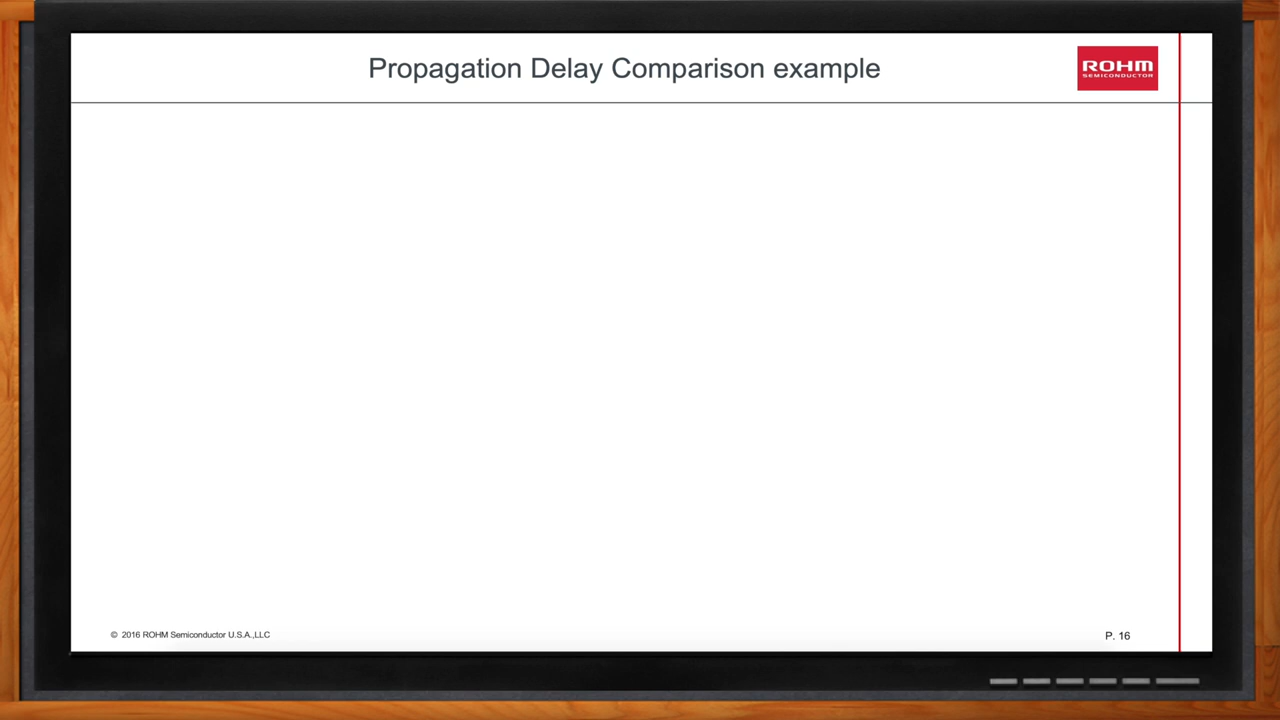 Propagation Delay Comparison example
ROHM
SEMICONDUCTOR
© 2016 ROHM Semiconductor U.S.A.,LLC
P. 16